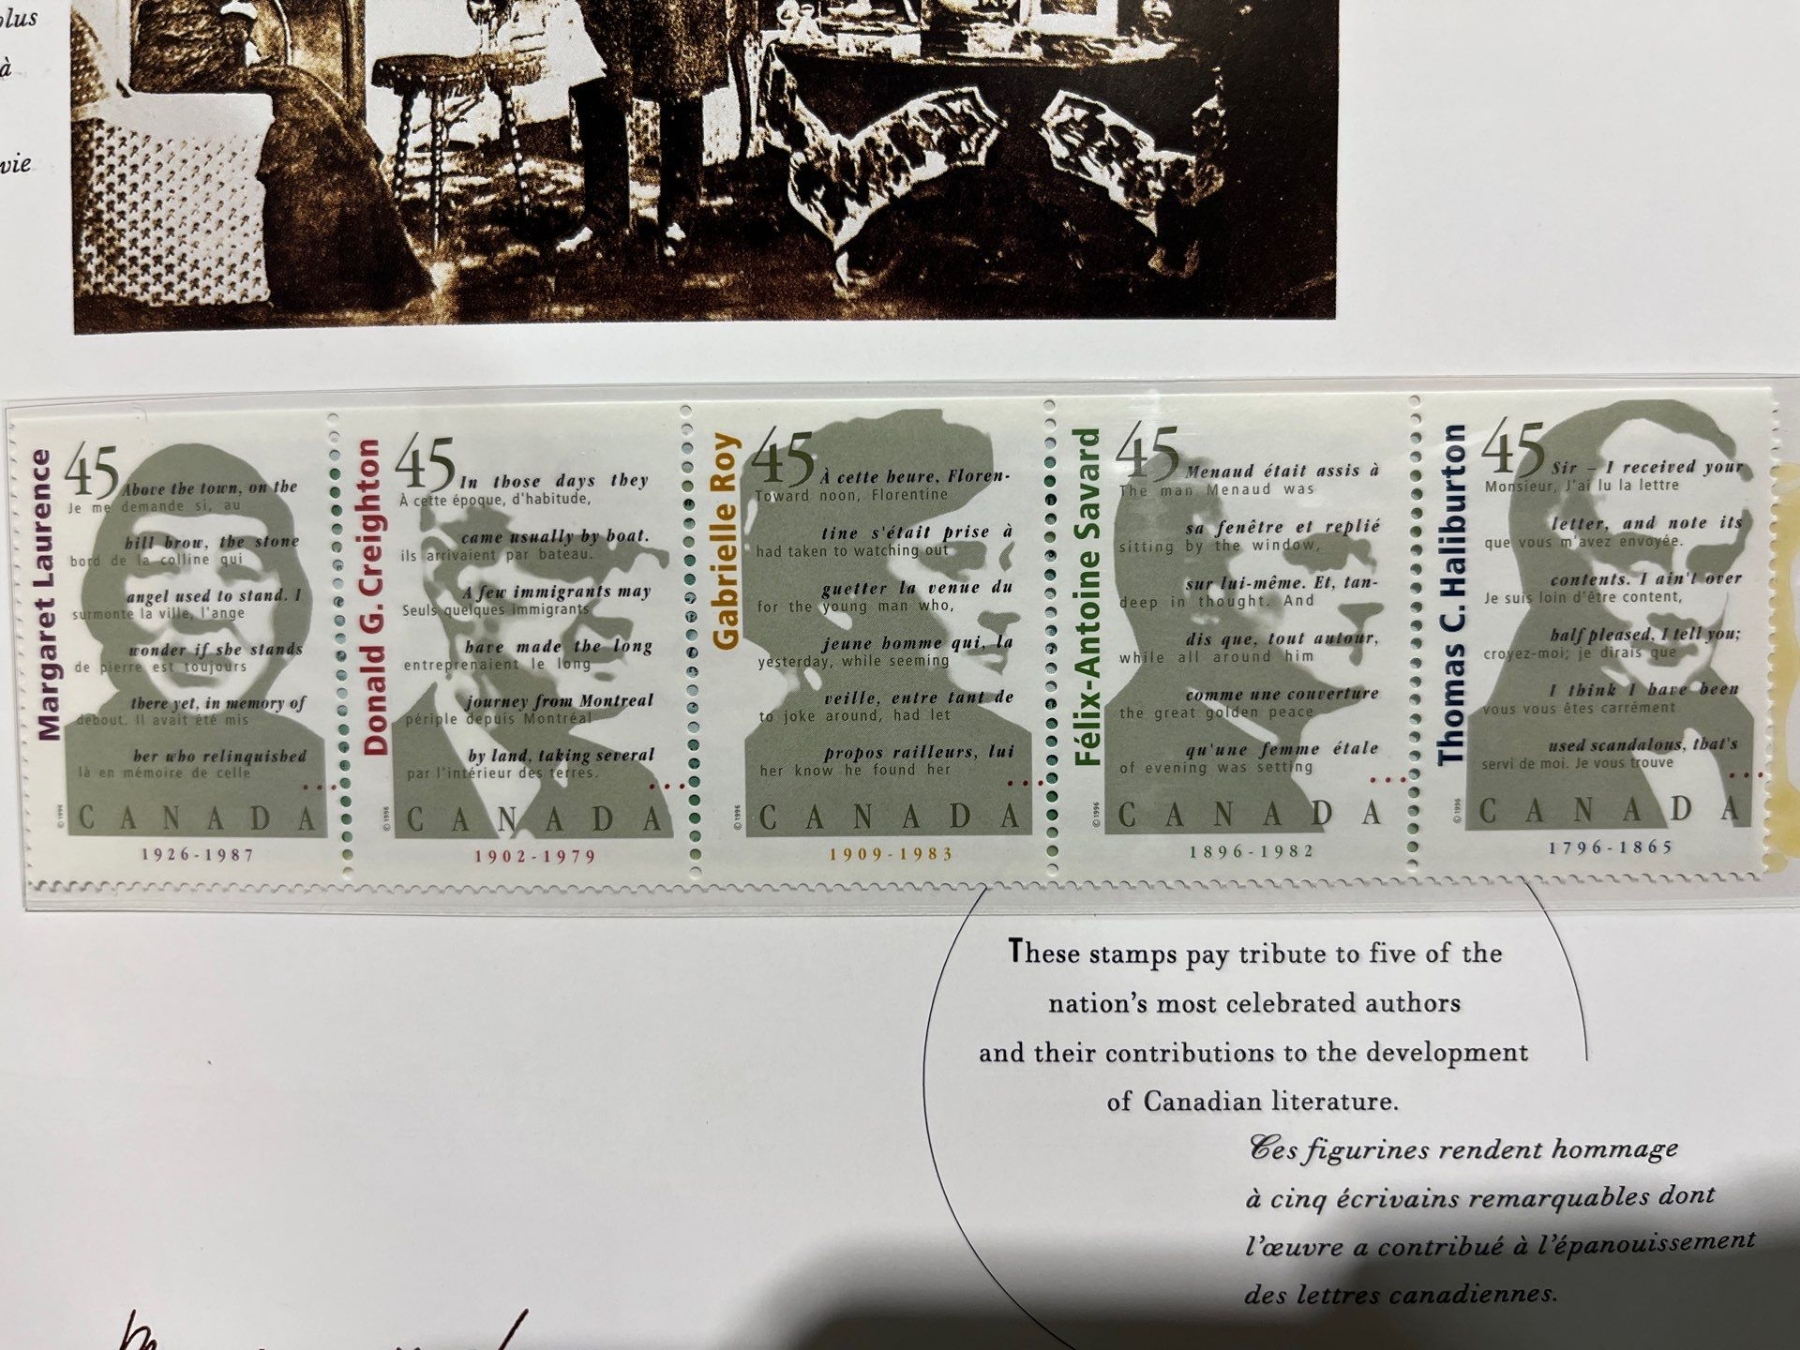 plus
à
vie
Margaret Laurence
45
Above the town, on the
Je me demande si, au
hill brow, the stone
bord de la colline qui
angel used to stand. I
surmonte la ville, l'ange
wonder if she stands
de pierre est toujours
there yet, in memory of
debout. Il avait été mis
her who relinquished
là en mémoire de celle
...
©1996
CANADA
1926-1987
Donald G. Creighton
45
In those days they
À cette époque, d'habitude,
came usually by boat.
ils arrivaient par bateau.
A few immigrants may
Seuls quelques immigrants
have made the long
entreprenaient le long
journey from Montreal
périple depuis Montréal
by land, taking several
par l'intérieur des terres.
...
©1996
CANADA
1902-1979
Gabrielle Roy
45
À cette heure, Floren-
Toward noon, Florentine
tine s'était prise à
had taken to watching out
guetter la venue du
for the young man who,
jeune homme qui, la
yesterday, while seeming
veille, entre tant de
to joke around, had let
propos railleurs, lui
her know he found her
...
©1996
CANADA
1909-1983
Félix-Antoine Savard
45
Menaud était assis à
The man Menaud was
sa fenêtre et replié
sitting by the window,
sur lui-même. Et, tan-
deep in thought. And
dis que, tout autour,
while all around him
comme une couverture
the great golden peace
qu'une femme étale
of evening was setting
...
©1996
CANADA
1896-1982
Thomas C. Haliburton
45
Sir – I received your
Monsieur, J'ai lu la lettre
letter, and note its
que vous m'avez envoyée.
contents. I ain't over
Je suis loin d'être content,
half pleased, I tell you;
croyez-moi; je dirais que
I think I have been
vous vous êtes carrément
used scandalous, that's
servi de moi. Je vous trouve
...
©1996
CANADA
1796-1865
These stamps pay tribute to five of the
nation's most celebrated authors
and their contributions to the development
of Canadian literature.
Ces figurines rendent hommage
à cinq écrivains remarquables dont
l'œuvre a contribué à l'épanouissement
des lettres canadiennes.